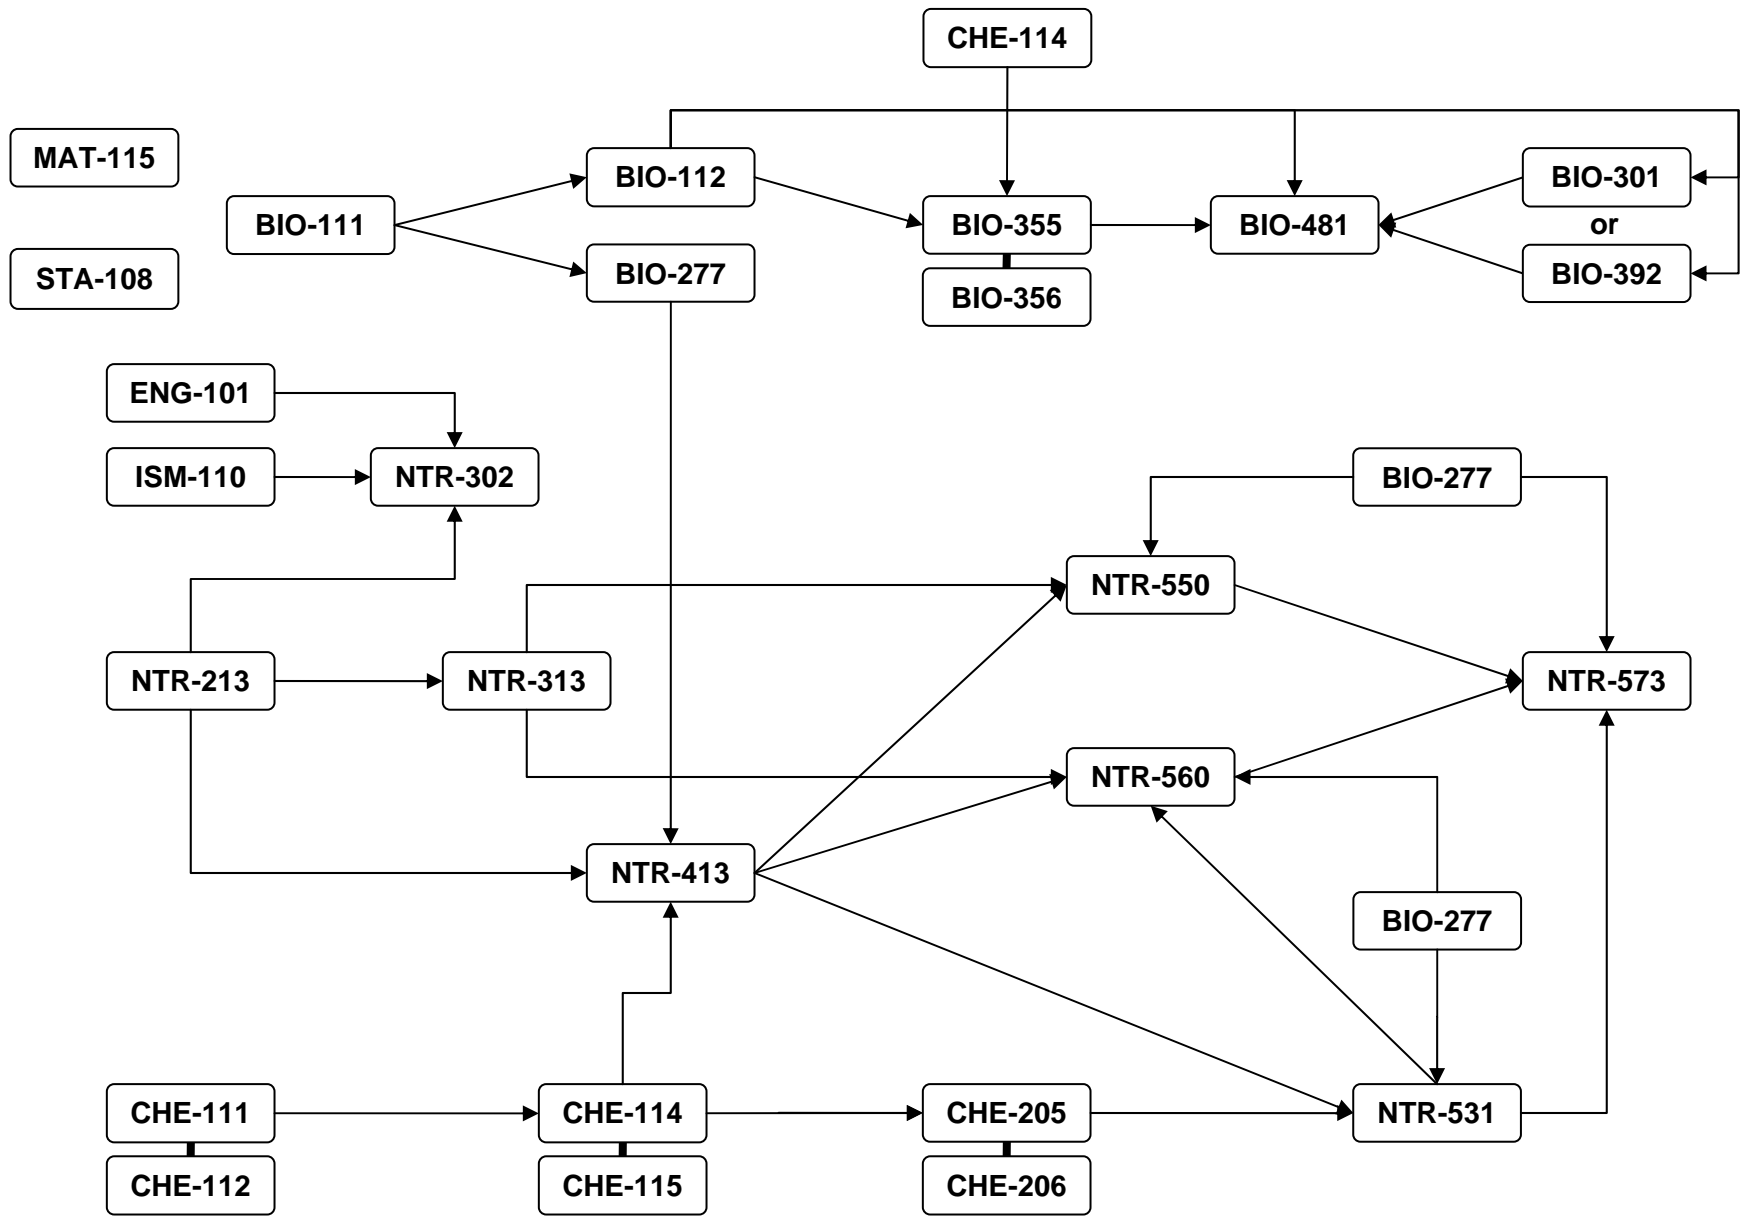 CHE-114
MAT-115
BIO-112
BIO-301
BIO-111
BIO-355
BIO-481
or
STA-108
BIO-277
BIO-392
BIO-356
ENG-101
ISM-110
NTR-302
BIO-277
NTR-550
NTR-213
NTR-313
NTR-573
NTR-560
NTR-413
BIO-277
CHE-111
CHE-114
CHE-205
NTR-531
CHE-112
CHE-115
CHE-206